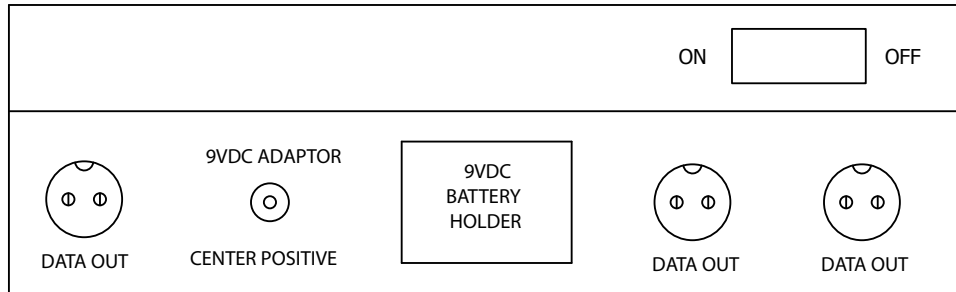 ON
OFF
9VDC ADAPTOR
CENTER POSITIVE
9VDC
BATTERY
HOLDER
DATA OUT
DATA OUT
DATA OUT